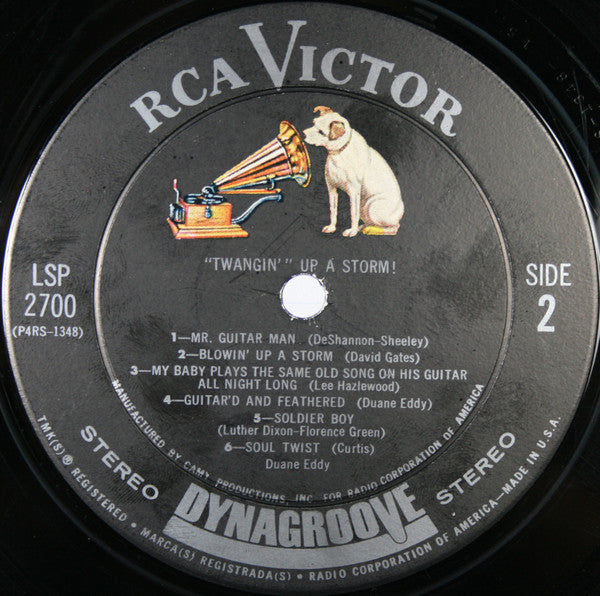 RCA VICTOR
"TWANGIN'" UP A STORM!
LSP
2700
(P4RS-1348)
SIDE
2
1—MR. GUITAR MAN (DeShannon-Sheeley)
2—BLOWIN' UP A STORM (David Gates)
3—MY BABY PLAYS THE SAME OLD SONG ON HIS GUITAR
ALL NIGHT LONG (Lee Hazlewood)
4—GUITAR'D AND FEATHERED (Duane Eddy)
5—SOLDIER BOY
(Luther Dixon-Florence Green)
6—SOUL TWIST (Curtis)
Duane Eddy
MANUFACTURED BY CAMY PRODUCTIONS, INC. FOR RADIO CORPORATION OF AMERICA
STEREO
DYNAGROOVE
STEREO
TMK(S) ® REGISTERED • MARCA(S) REGISTRADA(S) • RADIO CORPORATION OF AMERICA—MADE IN U.S.A.